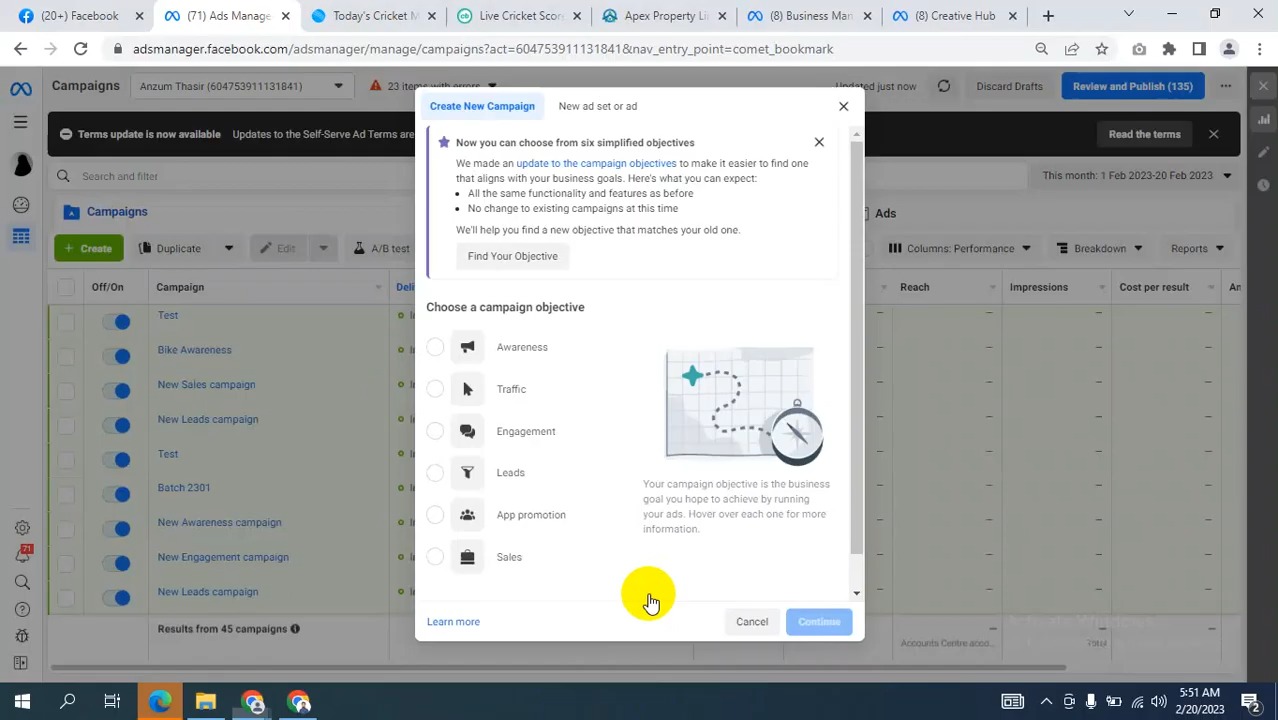 (20+) Facebook
(71) Ads Manage
Today's Cricket M
Live Cricket Score
Apex Property Li
(8) Business Man
(8) Creative Hub
adsmanager.facebook.com/adsmanager/manage/campaigns?act=604753911131841&nav_entry_point=comet_bookmark
Campaigns
Anzum Thasir (604753911131841)
23 items with errors
Updated just now
Discard Drafts
Review and Publish (135)
Terms update is now available
Updates to the Self-Serve Ad Terms are
Read the terms
Search and filter
This month: 1 Feb 2023-20 Feb 2023
Campaigns
Ads
+ Create
Duplicate
Edit
A/B test
Columns: Performance
Breakdown
Reports
Off/On
Campaign
Deli
Reach
Impressions
Cost per result
Test
Bike Awareness
New Sales campaign
New Leads campaign
Test
Batch 2301
New Awareness campaign
New Engagement campaign
New Leads campaign
Results from 45 campaigns
Accounts Centre acco...
Total
71
Create New Campaign
New ad set or ad
Now you can choose from six simplified objectives
We made an update to the campaign objectives to make it easier to find one
that aligns with your business goals. Here's what you can expect:
• All the same functionality and features as before
• No change to existing campaigns at this time
We'll help you find a new objective that matches your old one.
Find Your Objective
Choose a campaign objective
Awareness
Traffic
Engagement
Leads
App promotion
Sales
Your campaign objective is the business
goal you hope to achieve by running
your ads. Hover over each one for more
information.
Learn more
Cancel
Continue
5:51 AM
2/20/2023
2